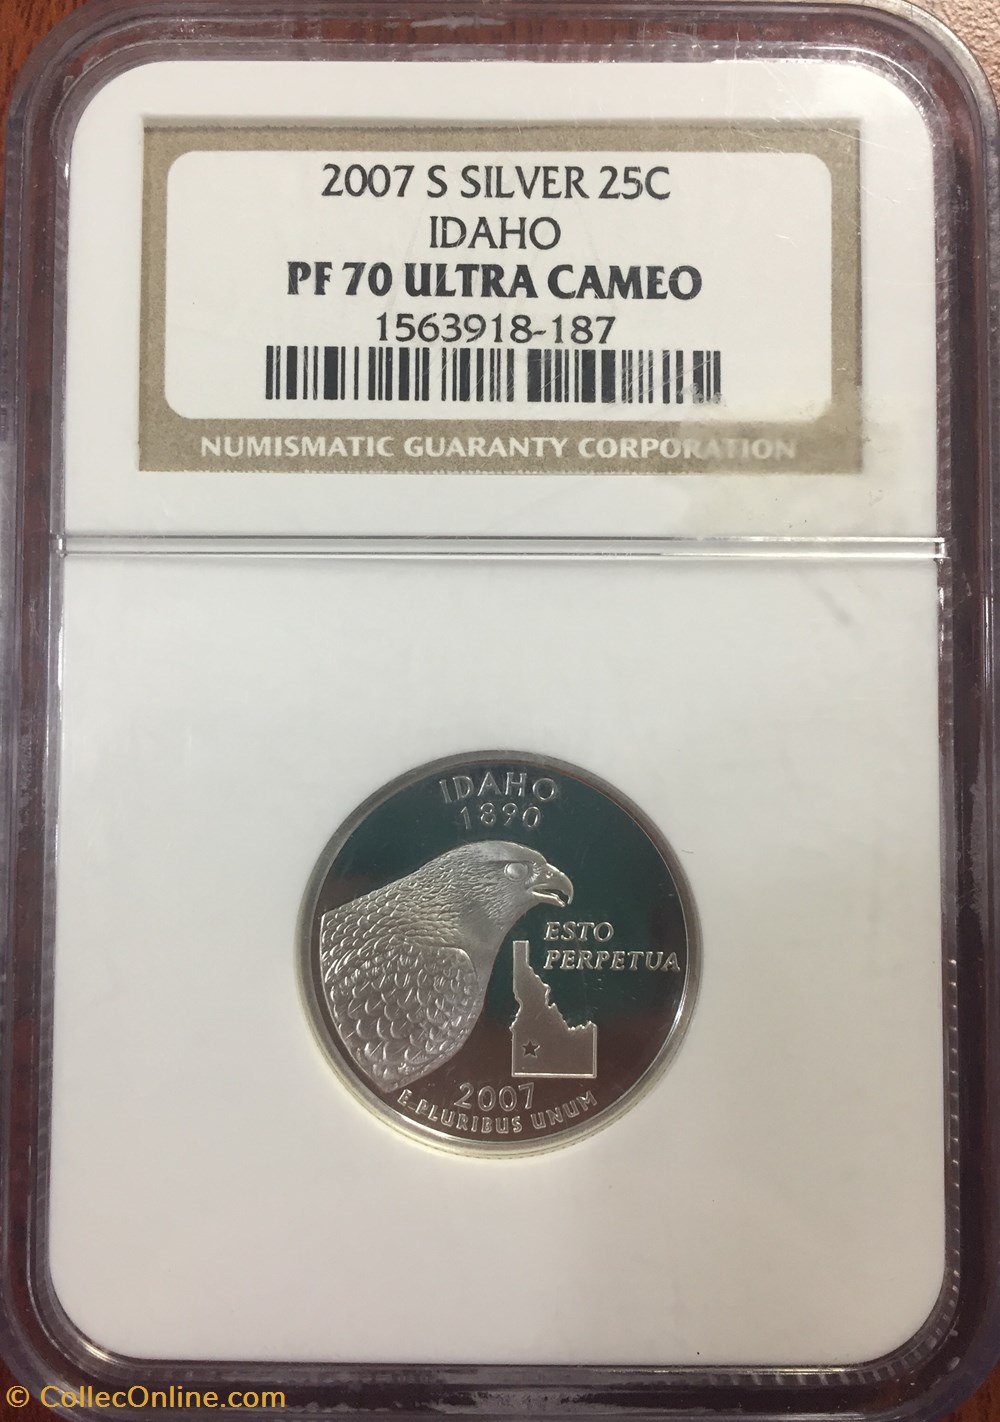 2007 S SILVER 25C
IDAHO
PF 70 ULTRA CAMEO
1563918-187
NUMISMATIC GUARANTY CORPORATION
IDAHO
1890
ESTO
PERPETUA
2007
E PLURIBUS UNUM
© CollecOnline.com